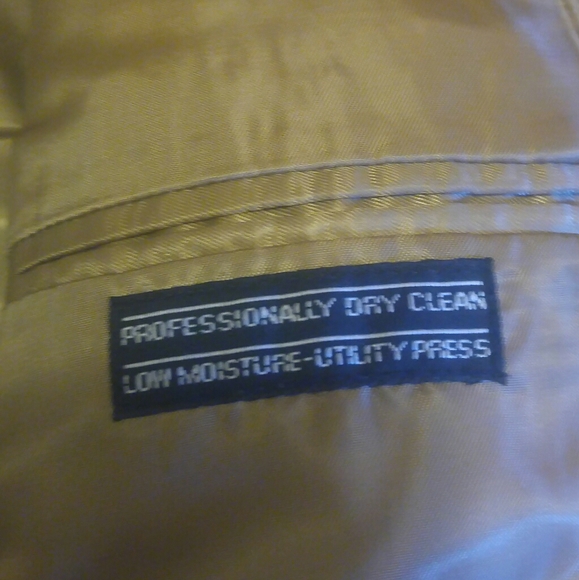 PROFESSIONALLY DRY CLEAN
LOW MOISTURE-UTILITY PRESS